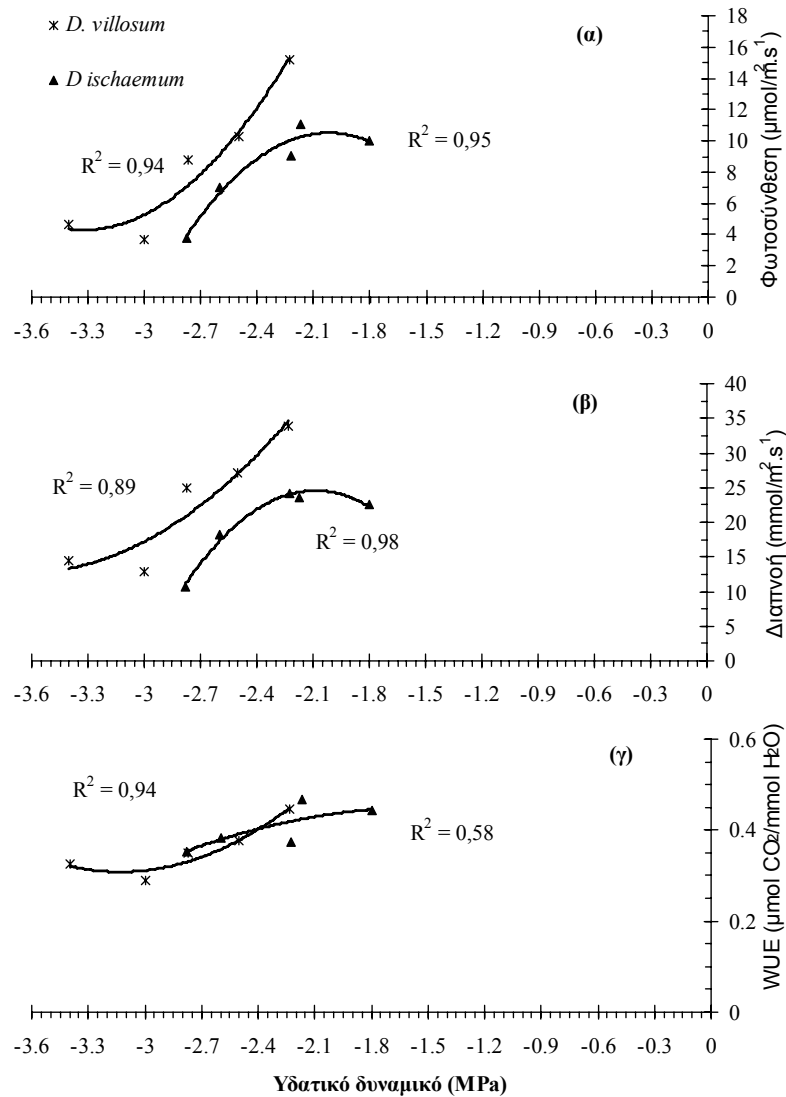 D. villosum
D ischaemum
(α)
R² = 0,94
R² = 0,95
18
16
14
12
10
8
6
4
2
0
Φωτοσύνθεση (μmol/m².s¹)
-3.6 -3.3 -3 -2.7 -2.4 -2.1 -1.8 -1.5 -1.2 -0.9 -0.6 -0.3 0
(β)
R² = 0,89
R² = 0,98
40
35
30
25
20
15
10
5
0
Διαπνοή (mmol/m².s¹)
-3.6 -3.3 -3 -2.7 -2.4 -2.1 -1.8 -1.5 -1.2 -0.9 -0.6 -0.3 0
(γ)
R² = 0,94
R² = 0,58
0.6
0.4
0.2
0
WUE (μmol CO2/mmol H2O)
-3.6 -3.3 -3 -2.7 -2.4 -2.1 -1.8 -1.5 -1.2 -0.9 -0.6 -0.3 0
Υδατικό δυναμικό (MPa)